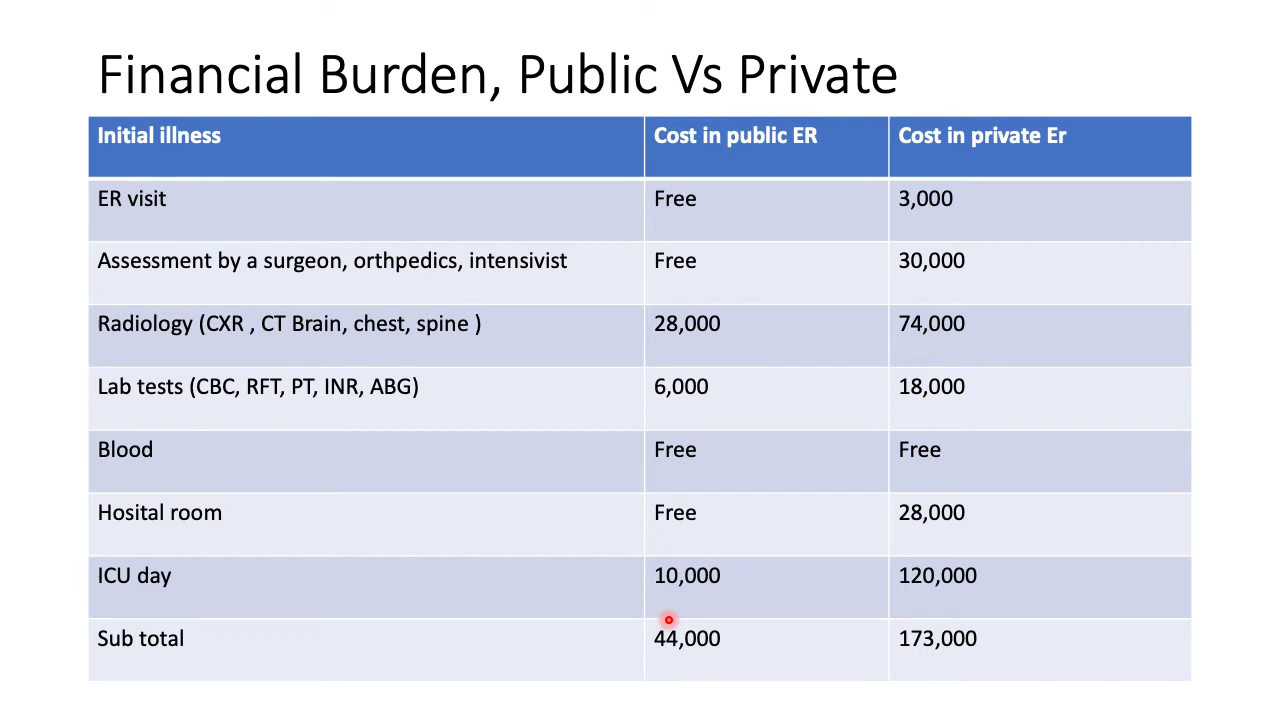 Financial Burden, Public Vs Private
Initial illness Cost in public ER Cost in private Er
ER visit Free 3,000
Assessment by a surgeon, orthpedics, intensivist Free 30,000
Radiology (CXR , CT Brain, chest, spine ) 28,000 74,000
Lab tests (CBC, RFT, PT, INR, ABG) 6,000 18,000
Blood Free Free
Hosital room Free 28,000
ICU day 10,000 120,000
Sub total 44,000 173,000